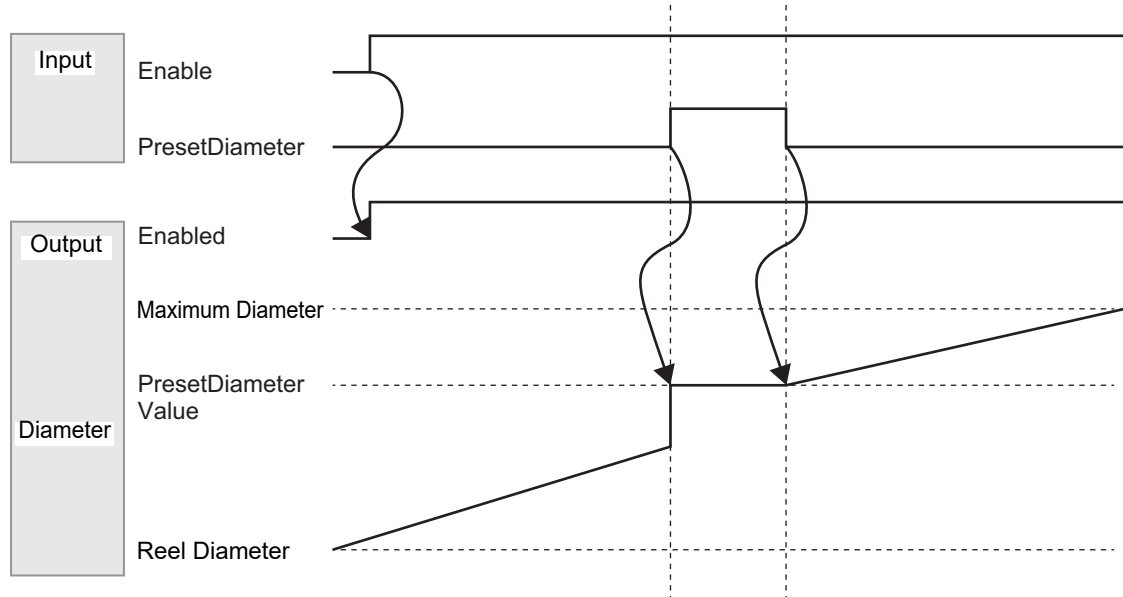 Input
Enable
PresetDiameter
Output
Enabled
Maximum Diameter
PresetDiameter
Value
Diameter
Reel Diameter